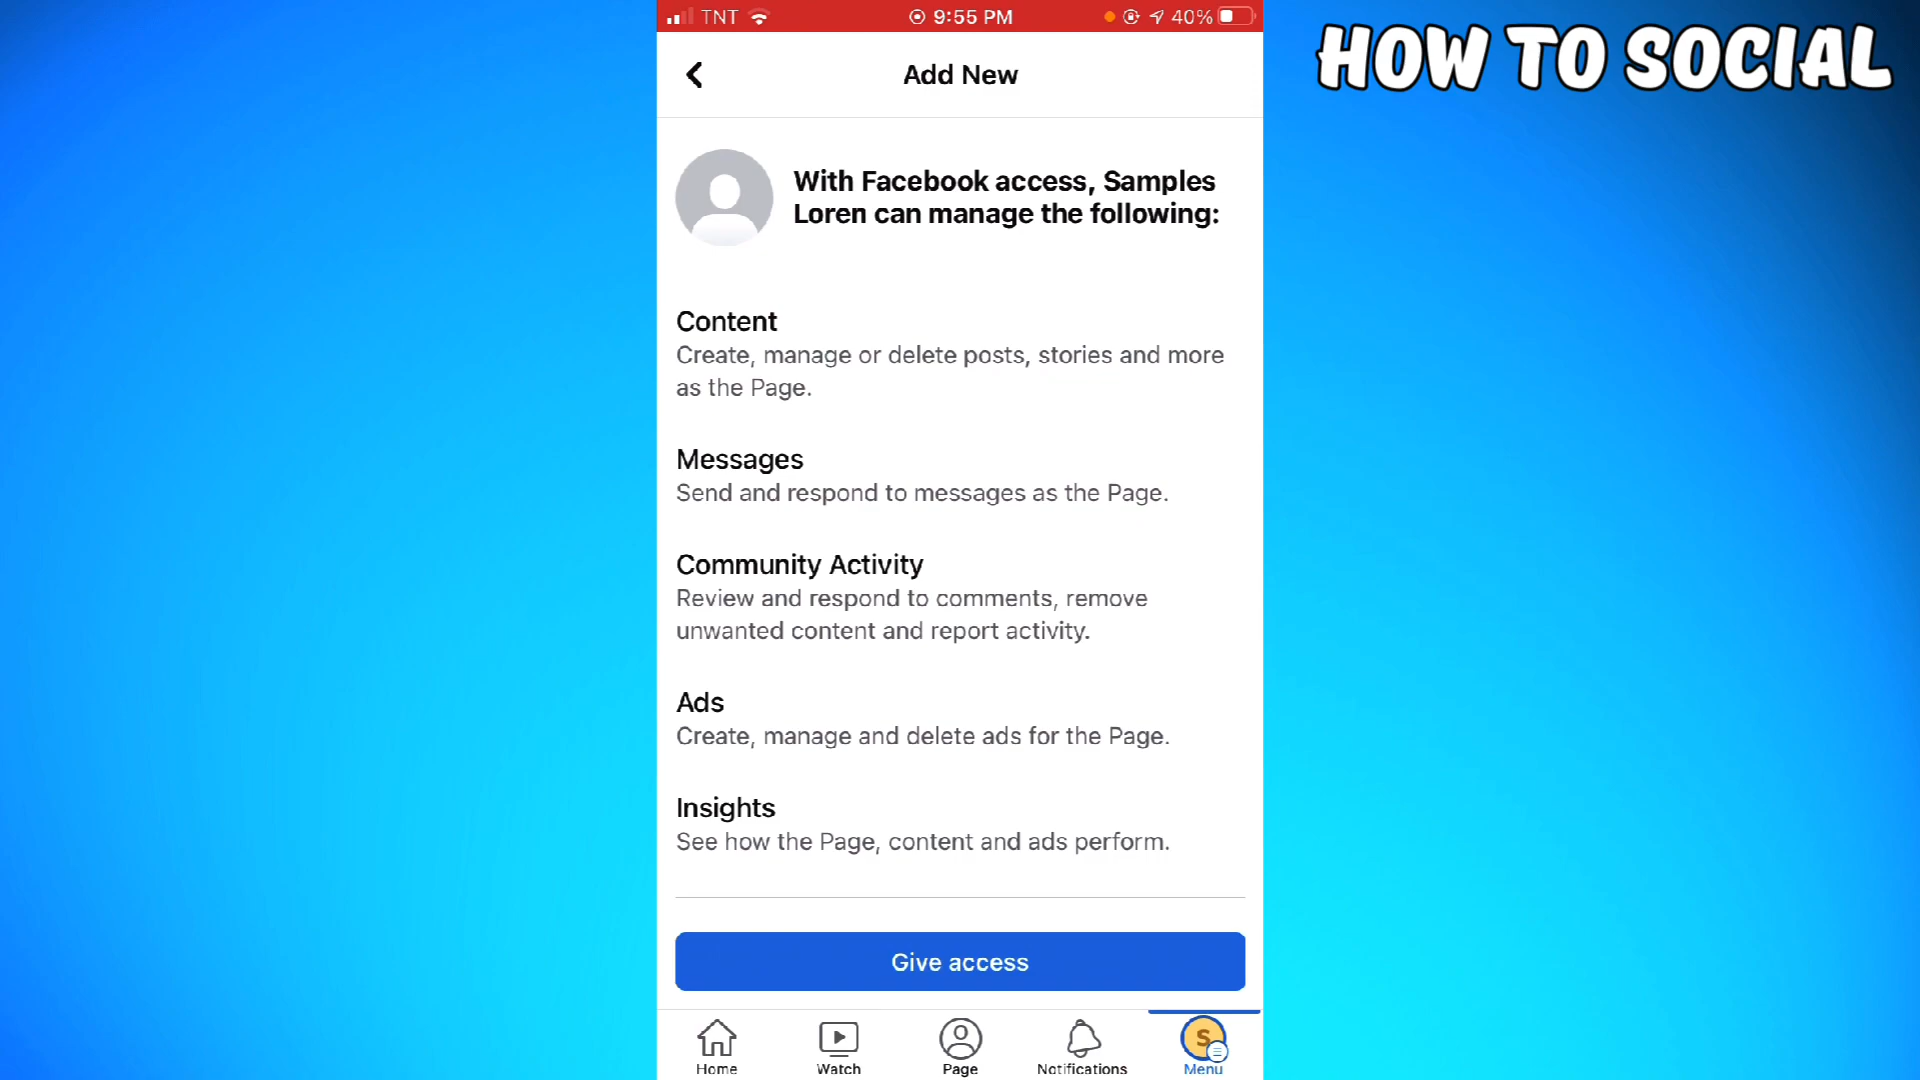 TNT 9:55 PM 40%
HOW TO SOCIAL
Add New
With Facebook access, Samples
Loren can manage the following:
Content
Create, manage or delete posts, stories and more
as the Page.
Messages
Send and respond to messages as the Page.
Community Activity
Review and respond to comments, remove
unwanted content and report activity.
Ads
Create, manage and delete ads for the Page.
Insights
See how the Page, content and ads perform.
Give access
S
Home Watch Page Notifications Menu